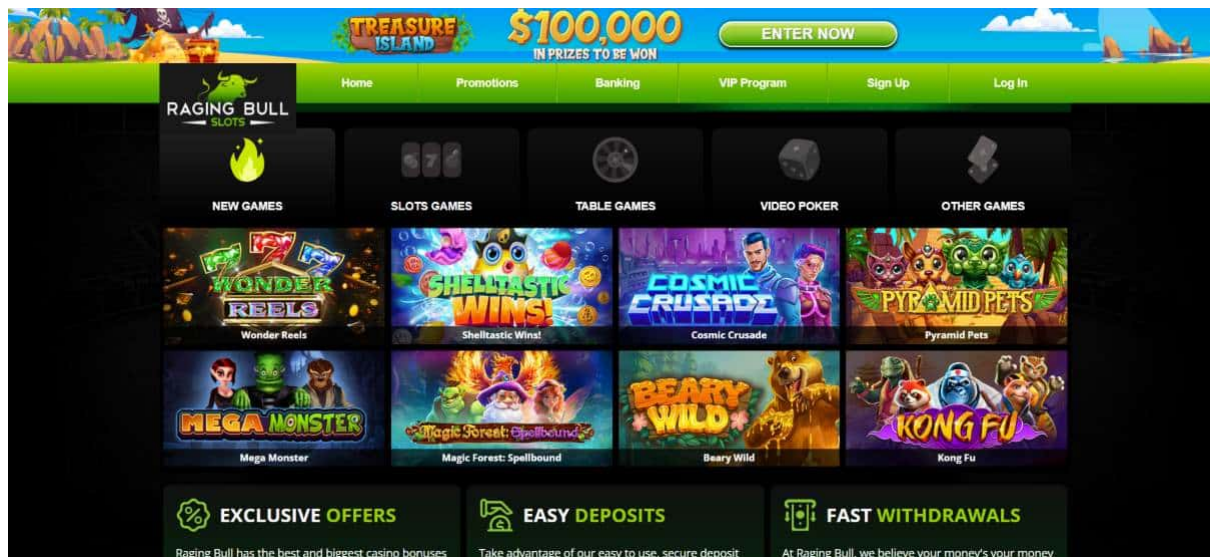 TREASURE
ISLAND
$100,000
IN PRIZES TO BE WON
ENTER NOW
RAGING BULL
SLOTS
Home Promotions Banking VIP Program Sign Up Log In
NEW GAMES SLOTS GAMES TABLE GAMES VIDEO POKER OTHER GAMES
7 7 7
WONDER
REELS
Wonder Reels
SHELLTASTIC
WINS!
Shelltastic Wins!
COSMIC
CRUSADE
Cosmic Crusade
PYRAMID PETS
Pyramid Pets
MEGA MONSTER
Mega Monster
Magic Forest: Spellbound
Magic Forest: Spellbound
BEARY
WILD
Beary Wild
KONG FU
Kong Fu
EXCLUSIVE OFFERS
Raging Bull has the best and biggest casino bonuses
EASY DEPOSITS
Take advantage of our easy to use, secure deposit
FAST WITHDRAWALS
At Raging Bull, we believe your money's your money